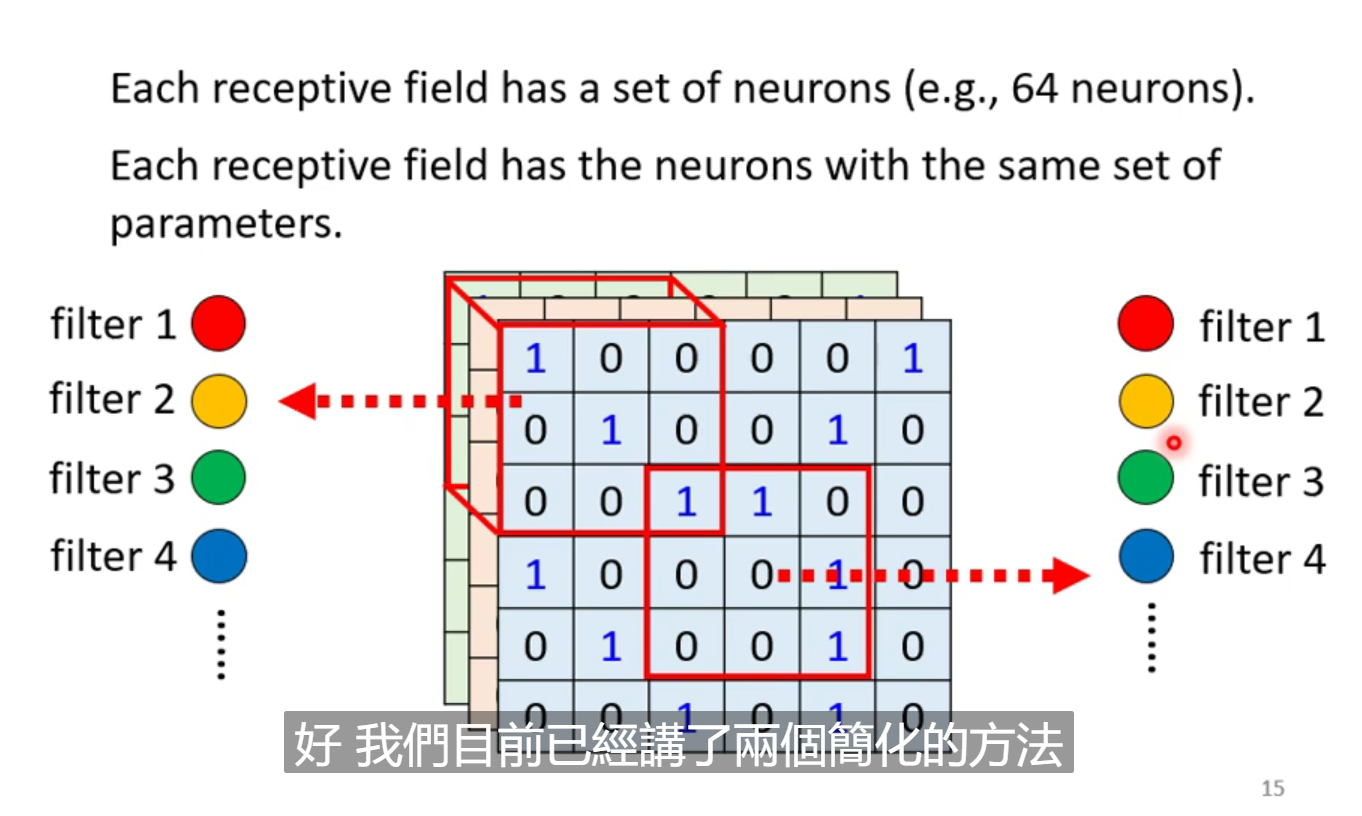 Each receptive field has a set of neurons (e.g., 64 neurons).
Each receptive field has the neurons with the same set of
parameters.
filter 1
filter 2
filter 3
filter 4
1 0 0 0 0 1
0 1 0 0 1 0
0 0 1 1 0 0
1 0 0 0 1 0
0 1 0 0 1 0
0 0 1 0 1 0
filter 1
filter 2
filter 3
filter 4
好 我們目前已經講了兩個簡化的方法
15